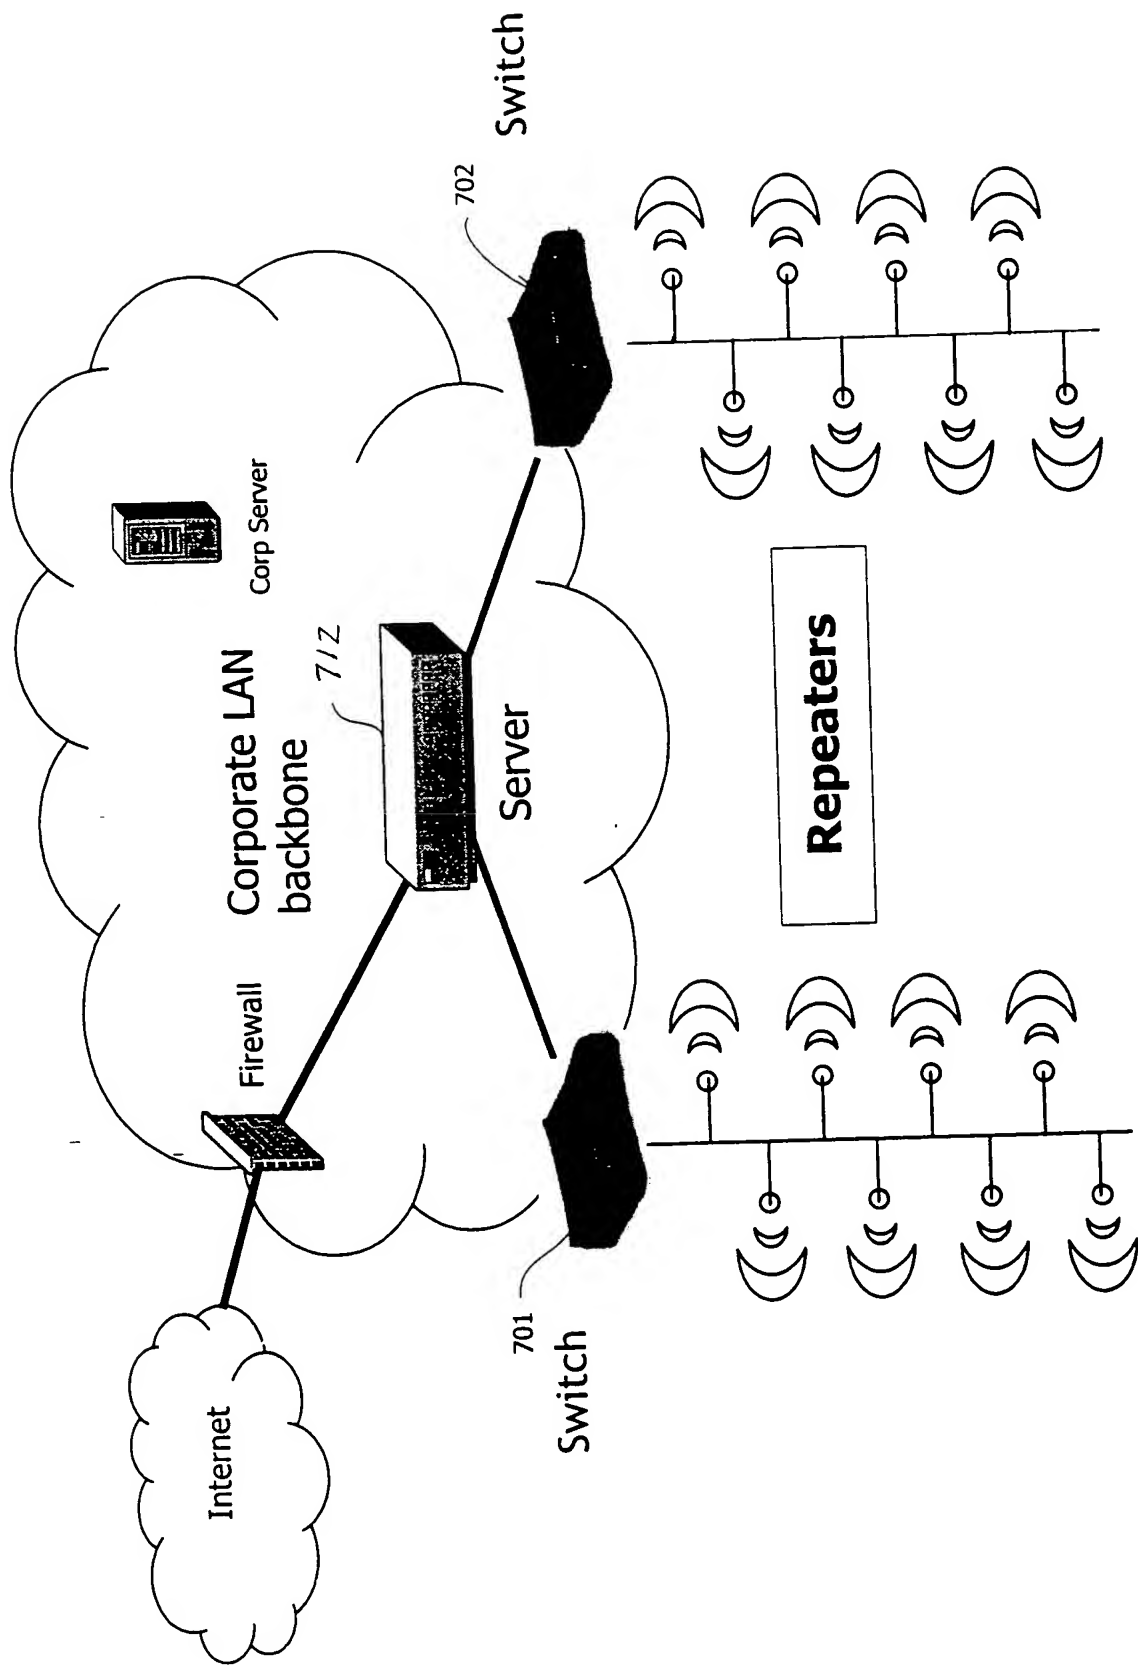 Internet
Firewall
Corporate LAN
backbone
Corp Server
712
Server
701
Switch
702
Switch
Repeaters